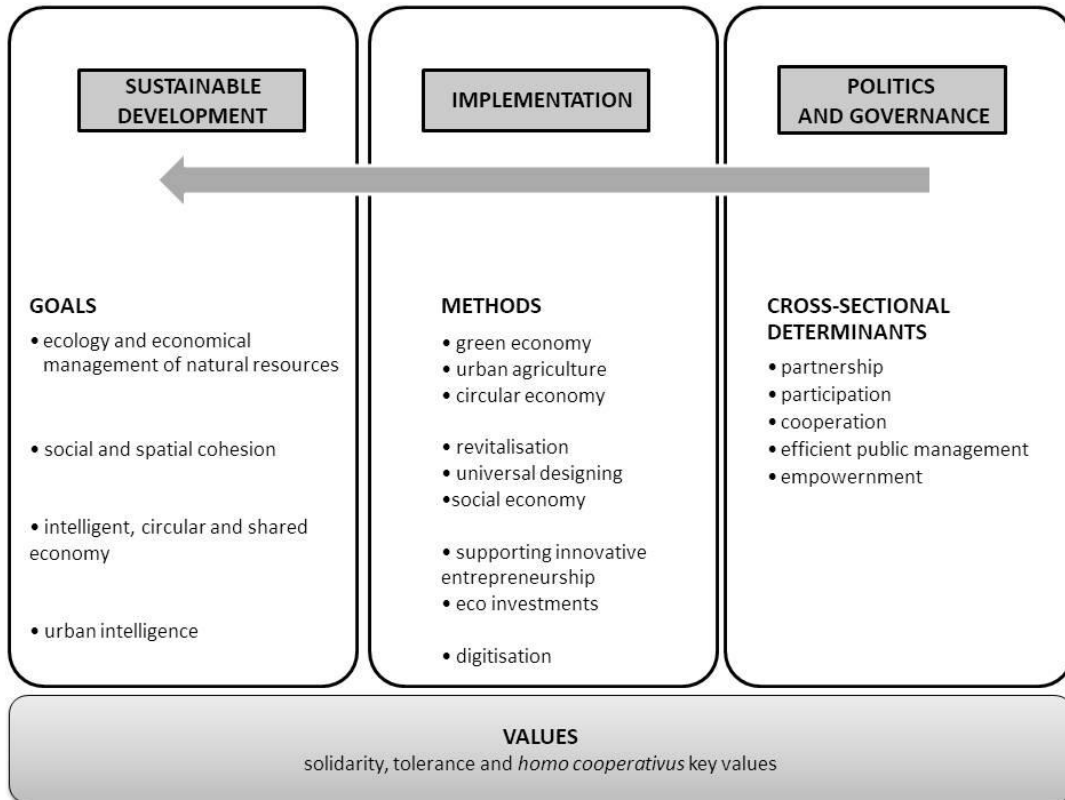 SUSTAINABLE
DEVELOPMENT
GOALS
• ecology and economical
management of natural resources
• social and spatial cohesion
• intelligent, circular and shared
economy
• urban intelligence
IMPLEMENTATION
METHODS
• green economy
• urban agriculture
• circular economy
• revitalisation
• universal designing
•social economy
• supporting innovative
entrepreneurship
• eco investments
• digitisation
POLITICS
AND GOVERNANCE
CROSS-SECTIONAL
DETERMINANTS
• partnership
• participation
• cooperation
• efficient public management
• empowernment
VALUES
solidarity, tolerance and homo cooperativus key values